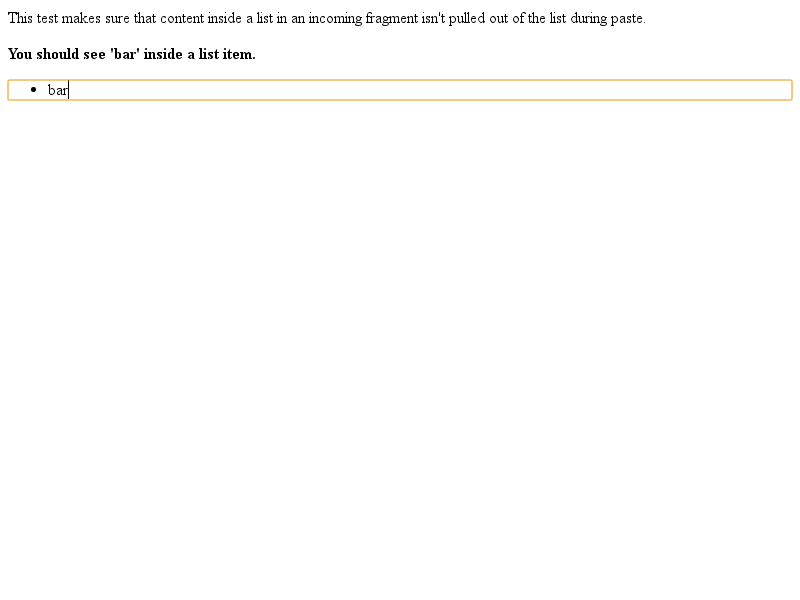 This test makes sure that content inside a list in an incoming fragment isn't pulled out of the list during paste.
You should see 'bar' inside a list item.
• bar